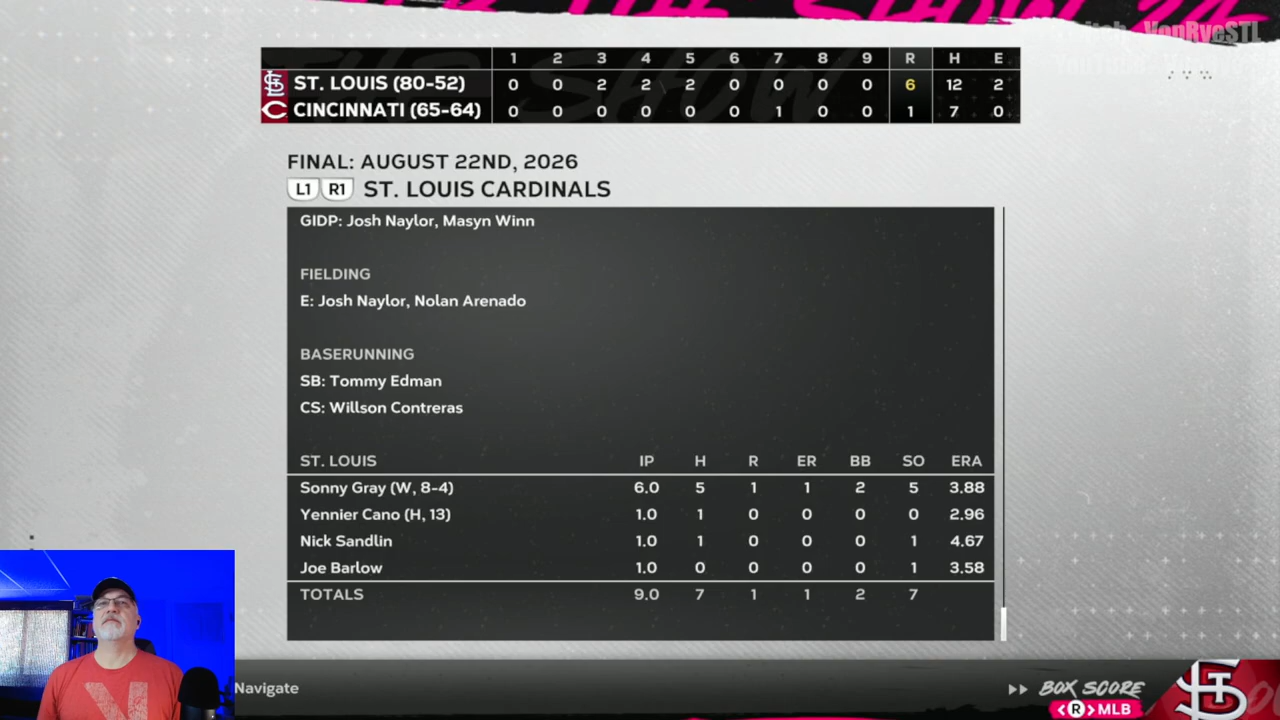 THE SHOW 24
Twitch VonRyeSTL
YouTube
1 2 3 4 5 6 7 8 9 R H E
ST. LOUIS (80-52) 0 0 2 2 2 0 0 0 0 6 12 2
CINCINNATI (65-64) 0 0 0 0 0 0 1 0 0 1 7 0
FINAL: AUGUST 22ND, 2026
L1 R1 ST. LOUIS CARDINALS
GIDP: Josh Naylor, Masyn Winn
FIELDING
E: Josh Naylor, Nolan Arenado
BASERUNNING
SB: Tommy Edman
CS: Willson Contreras
ST. LOUIS IP H R ER BB SO ERA
Sonny Gray (W, 8-4) 6.0 5 1 1 2 5 3.88
Yennier Cano (H, 13) 1.0 1 0 0 0 0 2.96
Nick Sandlin 1.0 1 0 0 0 1 4.67
Joe Barlow 1.0 0 0 0 0 1 3.58
TOTALS 9.0 7 1 1 2 7
Navigate
BOX SCORE
R MLB